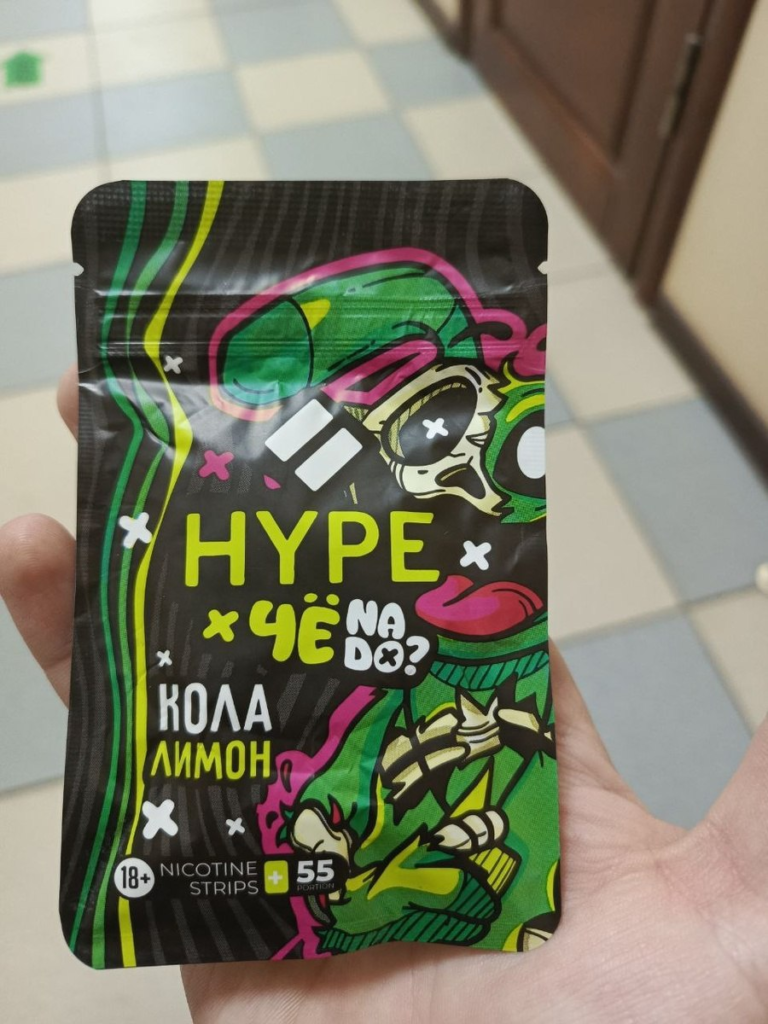 HYPE
ЧЁ NA DO?
КОЛА
ЛИМОН
18+ NICOTINE STRIPS + 55 PORTION